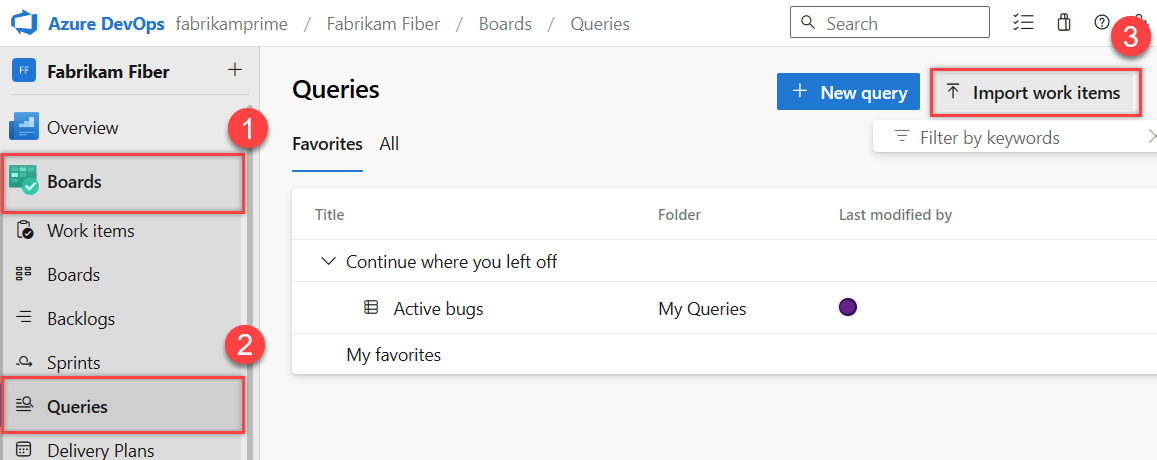 Azure DevOps fabrikamprime / Fabrikam Fiber / Boards / Queries Search
3
FF Fabrikam Fiber +
Queries
New query Import work items
Overview
1
Favorites All
Filter by keywords
Boards
Title Folder Last modified by
Work items
Continue where you left off
Boards
Active bugs My Queries
Backlogs
2
My favorites
Sprints
Queries
Delivery Plans